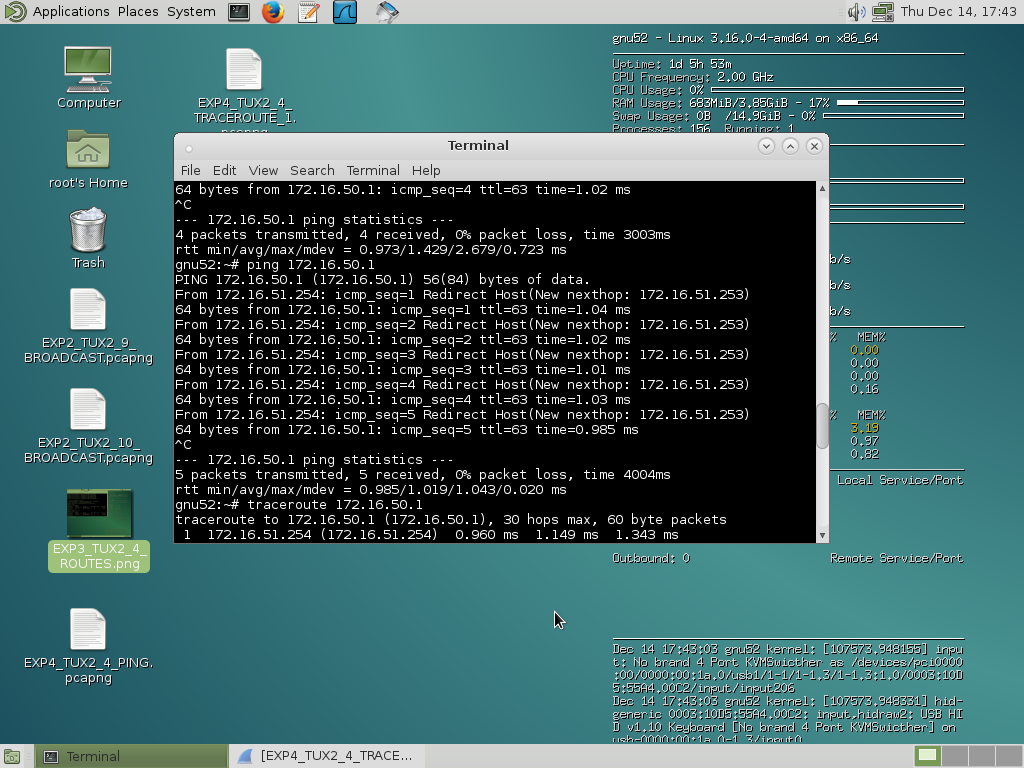 Applications Places System
Thu Dec 14, 17:43
gnu52 - Linux 3.16.0-4-amd64 on x86_64
Uptime: 1d 5h 53m
CPU Frequency: 2.00 GHz
CPU Usage: 0%
RAM Usage: 683MiB/3.85GiB - 17%
Swap Usage: 0B /14.9GiB - 0%
Processes: 156 Running: 1
Computer
EXP4_TUX2_4_
TRACEROUTE_1.
pcapng
root's Home
Trash
EXP2_TUX2_9_
BROADCAST.pcapng
EXP2_TUX2_10_
BROADCAST.pcapng
EXP3_TUX2_4_
ROUTES.png
EXP4_TUX2_4_PING.
pcapng
Terminal
File Edit View Search Terminal Help
64 bytes from 172.16.50.1: icmp_seq=4 ttl=63 time=1.02 ms
^C
--- 172.16.50.1 ping statistics ---
4 packets transmitted, 4 received, 0% packet loss, time 3003ms
rtt min/avg/max/mdev = 0.973/1.429/2.679/0.723 ms
gnu52:~# ping 172.16.50.1
PING 172.16.50.1 (172.16.50.1) 56(84) bytes of data.
From 172.16.51.254: icmp_seq=1 Redirect Host(New nexthop: 172.16.51.253)
64 bytes from 172.16.50.1: icmp_seq=1 ttl=63 time=1.04 ms
From 172.16.51.254: icmp_seq=2 Redirect Host(New nexthop: 172.16.51.253)
64 bytes from 172.16.50.1: icmp_seq=2 ttl=63 time=1.02 ms
From 172.16.51.254: icmp_seq=3 Redirect Host(New nexthop: 172.16.51.253)
64 bytes from 172.16.50.1: icmp_seq=3 ttl=63 time=1.01 ms
From 172.16.51.254: icmp_seq=4 Redirect Host(New nexthop: 172.16.51.253)
64 bytes from 172.16.50.1: icmp_seq=4 ttl=63 time=1.03 ms
From 172.16.51.254: icmp_seq=5 Redirect Host(New nexthop: 172.16.51.253)
64 bytes from 172.16.50.1: icmp_seq=5 ttl=63 time=0.985 ms
^C
--- 172.16.50.1 ping statistics ---
5 packets transmitted, 5 received, 0% packet loss, time 4004ms
rtt min/avg/max/mdev = 0.985/1.019/1.043/0.020 ms
gnu52:~# traceroute 172.16.50.1
traceroute to 172.16.50.1 (172.16.50.1), 30 hops max, 60 byte packets
1 172.16.51.254 (172.16.51.254) 0.960 ms 1.149 ms 1.343 ms
b/s
b/s
b/s
% MEM%
0.00
0.00
0.00
0.16
% MEM%
3.19
0.97
0.82
Local Service/Port
Outbound: 0 Remote Service/Port
Dec 14 17:43:03 gnu52 kernel: [107573.948155] inpu
t: No brand 4 Port KVMSwicther as /devices/pci0000
:00/0000:00:1a.0/usb1/1-1/1-1.3/1-1.3:1.0/0003:10D
5:55A4.00C2/input/input206
Dec 14 17:43:03 gnu52 kernel: [107573.948331] hid-
generic 0003:10D5:55A4.00C2: input,hidraw2: USB HI
D v1.10 Keyboard [No brand 4 Port KVMSwicther] on
usb-0000:00:1a.0-1.3/input0
Terminal
[EXP4_TUX2_4_TRACE...